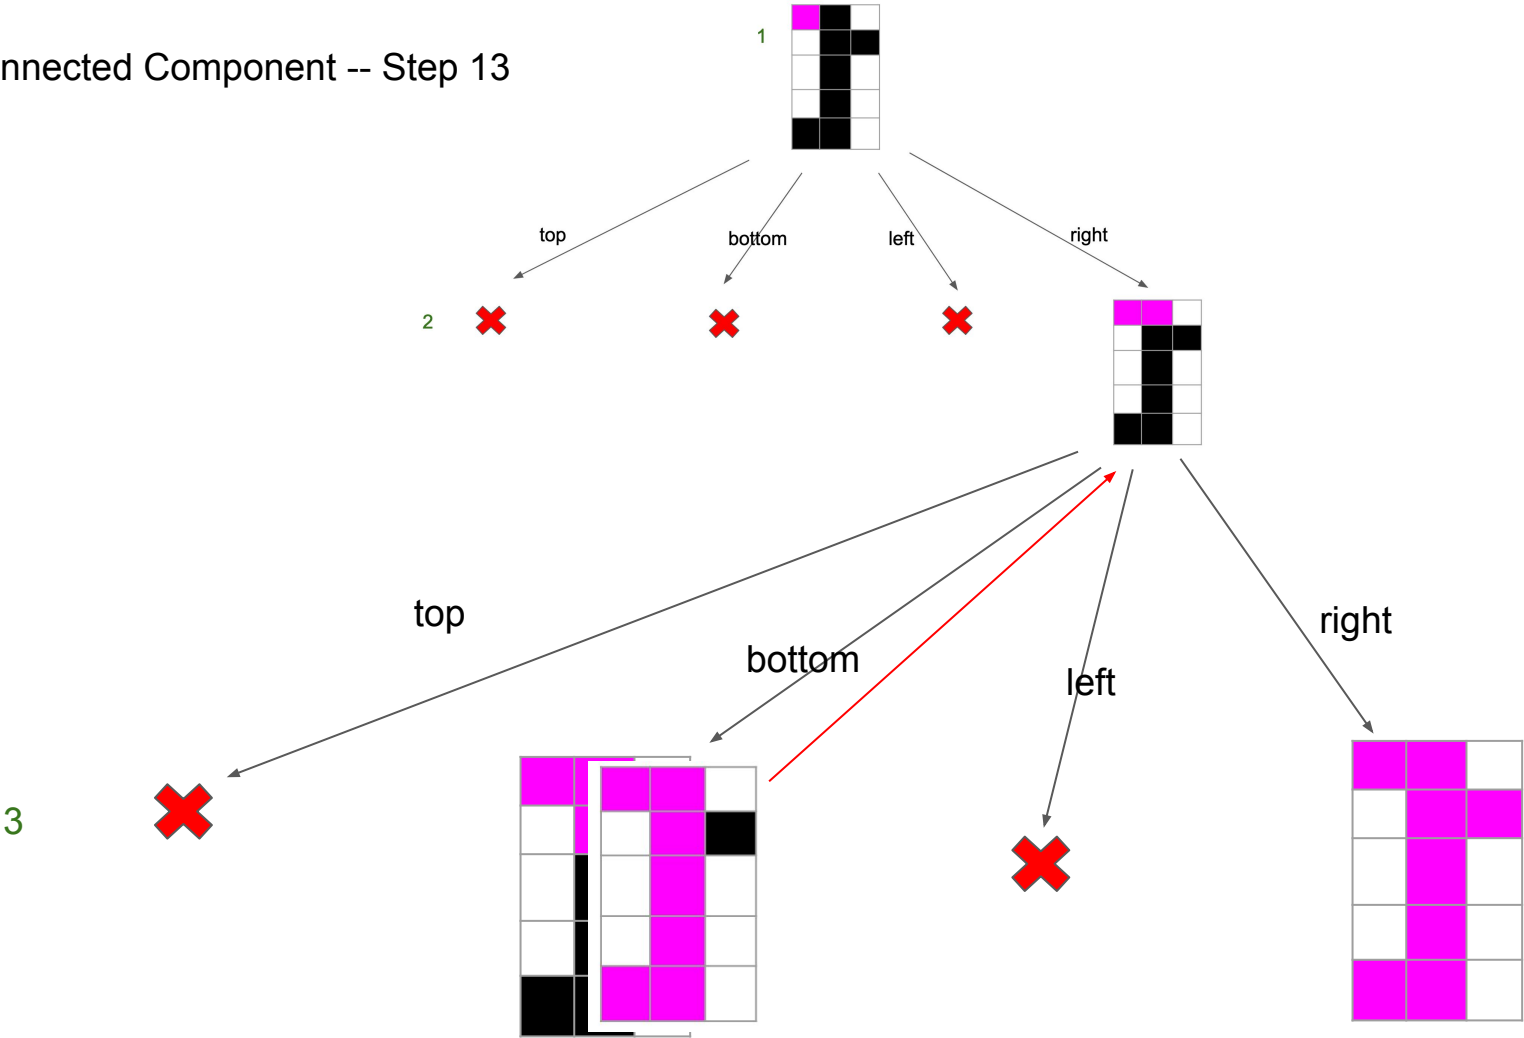 1
nnected Component -- Step 13
top
bottom
left
right
2
top
bottom
left
right
3